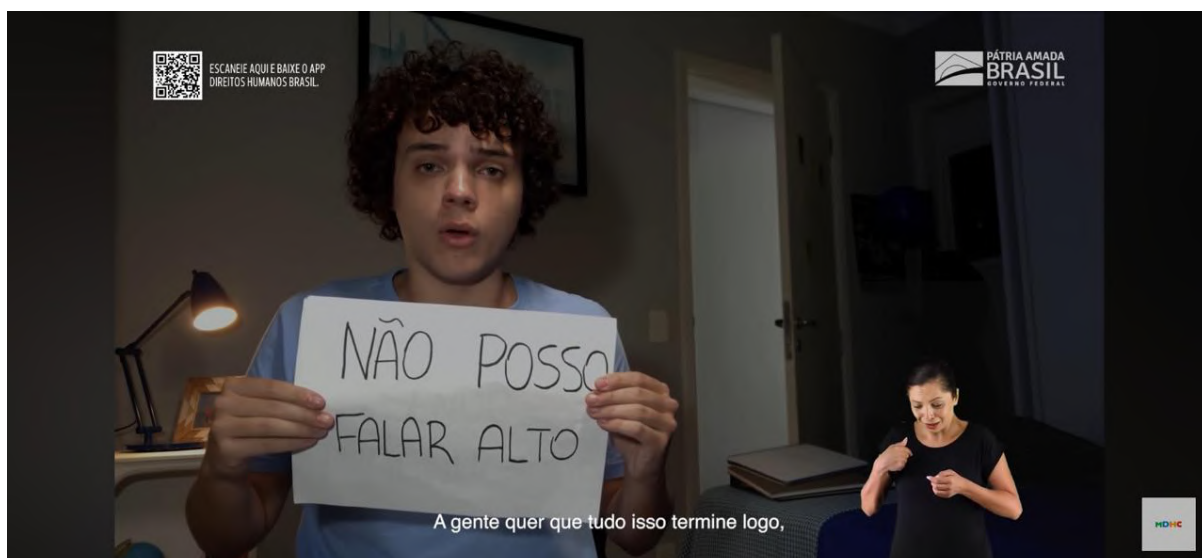 ESCANEIE AQUI E BAIXE O APP
DIREITOS HUMANOS BRASIL.
PÁTRIA AMADA
BRASIL
GOVERNO FEDERAL
NÃO POSSO
FALAR ALTO
A gente quer que tudo isso termine logo,
MDHC